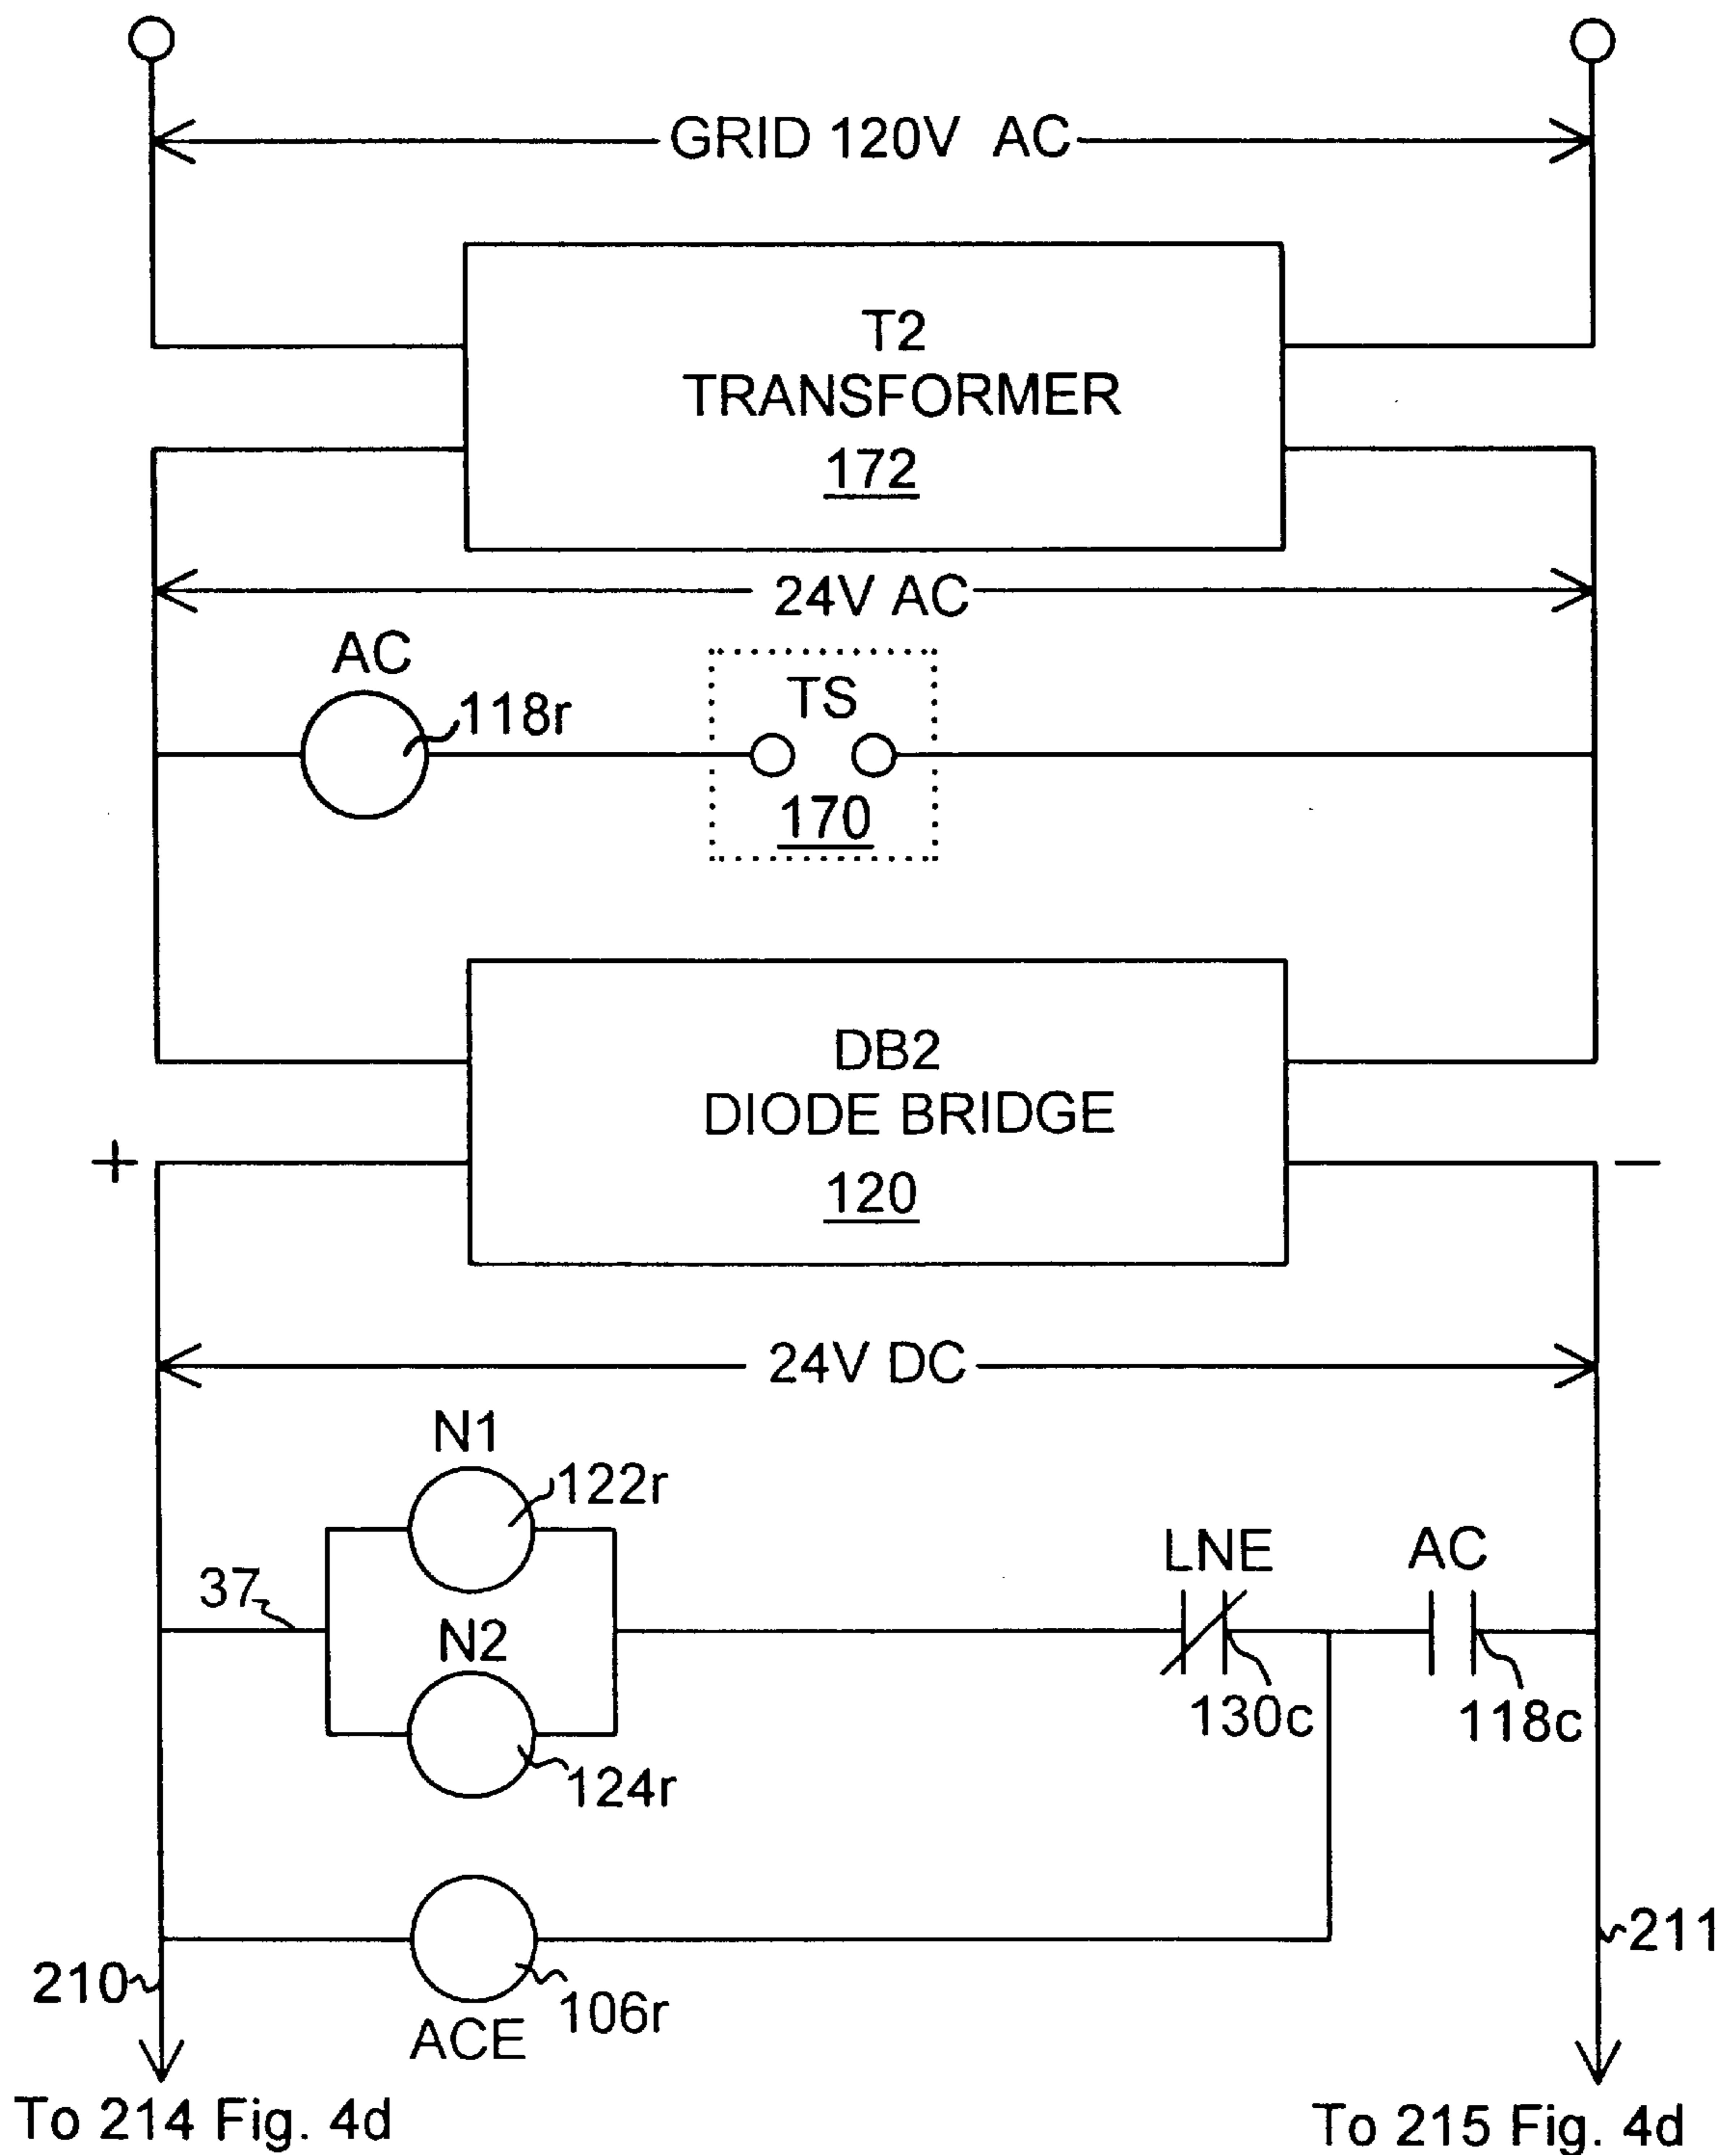 GRID 120V AC
T2
TRANSFORMER
172
24V AC
AC
118r
TS
170
DB2
DIODE BRIDGE
120
+
–
24V DC
N1
122r
37
N2
124r
LNE
AC
130c
118c
210
211
106r
ACE
To 214 Fig. 4d
To 215 Fig. 4d